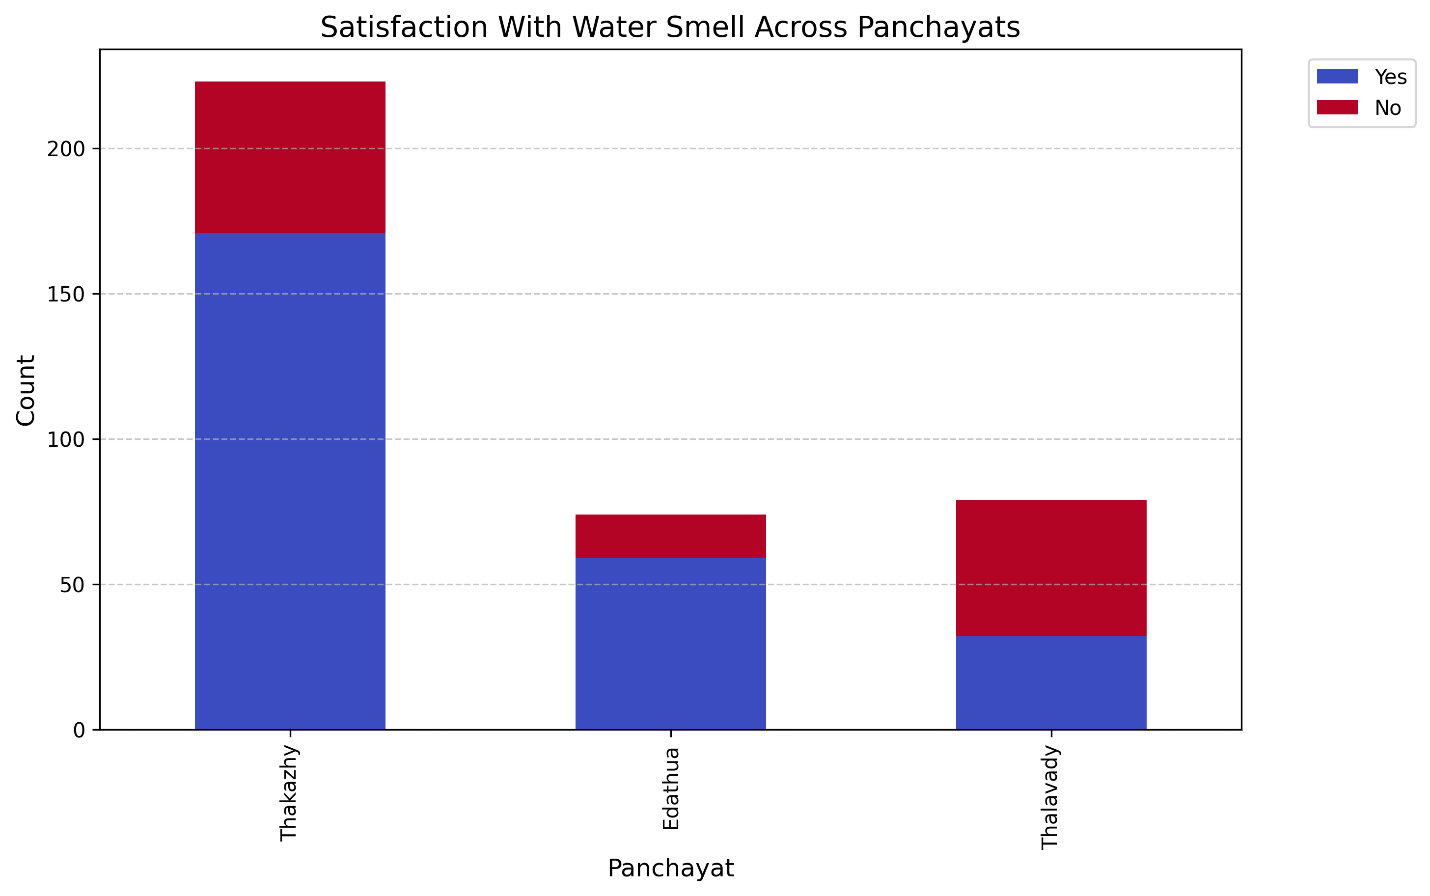 Satisfaction With Water Smell Across Panchayats
Yes
No
Count
200
150
100
50
0
Thakazhy
Edathua
Thalavady
Panchayat